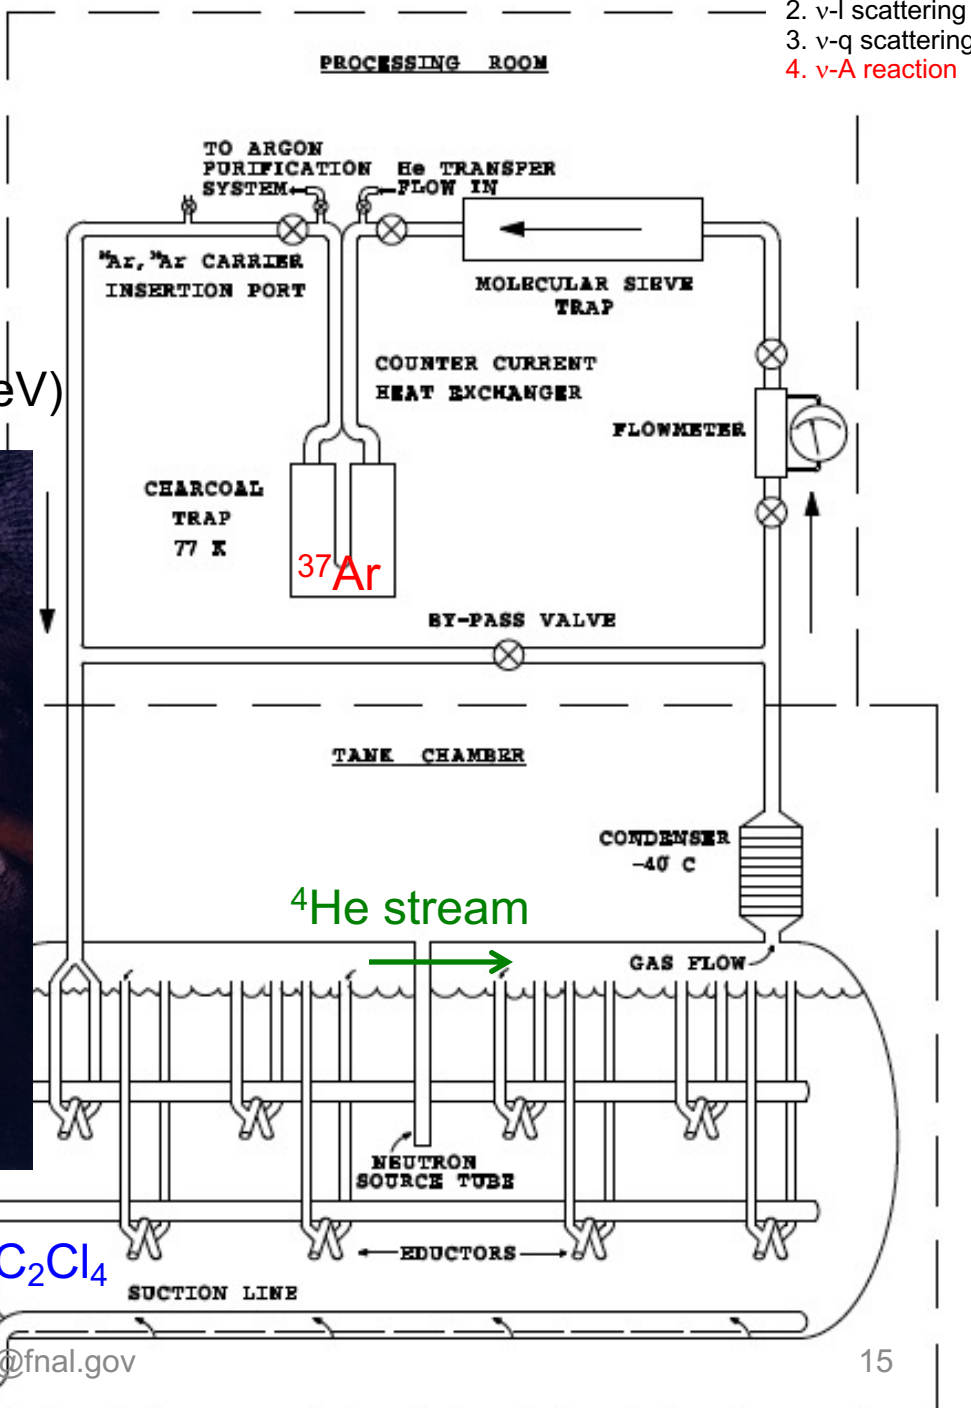 2. ν-l scattering
3. ν-q scattering
4. ν-A reaction
PROCESSING ROOM
TO ARGON
PURIFICATION
SYSTEM
He TRANSFER
FLOW IN
Ar, Ar CARRIER
INSERTION PORT
MOLECULAR SIEVE
TRAP
COUNTER CURRENT
HEAT EXCHANGER
eV)
FLOWMETER
CHARCOAL
TRAP
77 K
³⁷Ar
BY-PASS VALVE
TANK CHAMBER
CONDENSER
-40 C
⁴He stream
GAS FLOW
NEUTRON
SOURCE TUBE
EDUCTORS
C₂Cl₄
SUCTION LINE
@fnal.gov
15